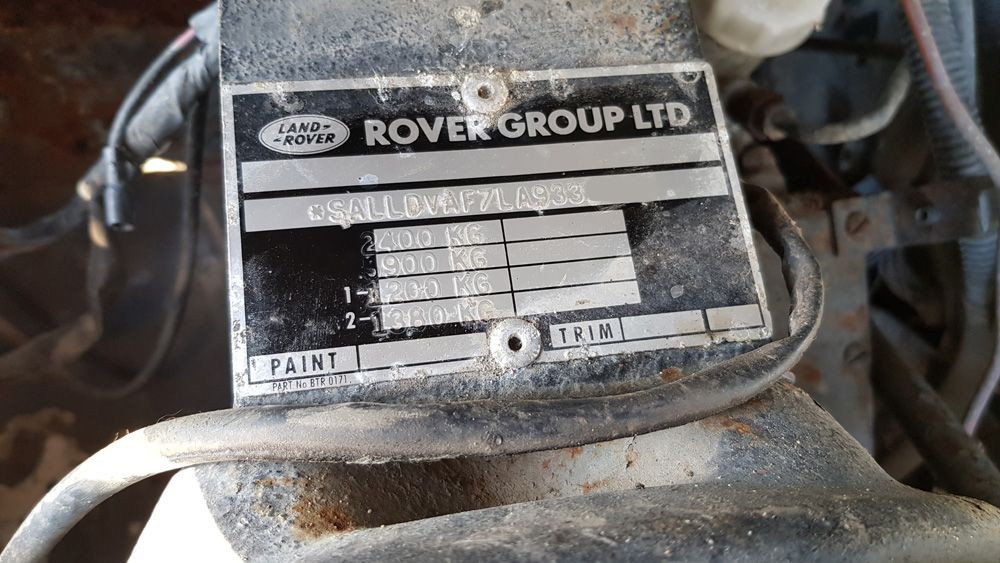 LAND-
-ROVER
ROVER GROUP LTD
*SALLDVAF7LA933
2400 KG
3900 KG
1-1200 KG
2-1380 KG
PAINT
TRIM
PART No BTR 0171